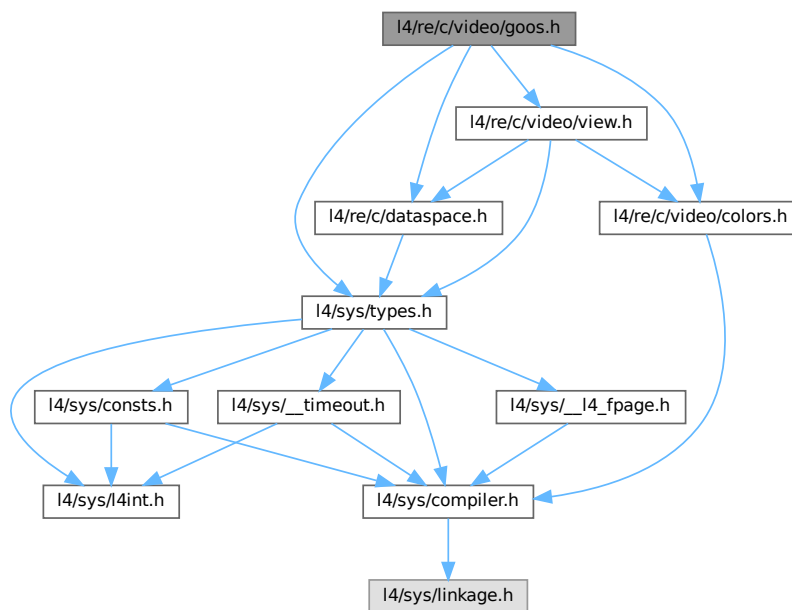 l4/re/c/video/goos.h
l4/re/c/video/view.h
l4/re/c/dataspace.h
l4/re/c/video/colors.h
l4/sys/types.h
l4/sys/consts.h
l4/sys/__timeout.h
l4/sys/__l4_fpage.h
l4/sys/l4int.h
l4/sys/compiler.h
l4/sys/linkage.h